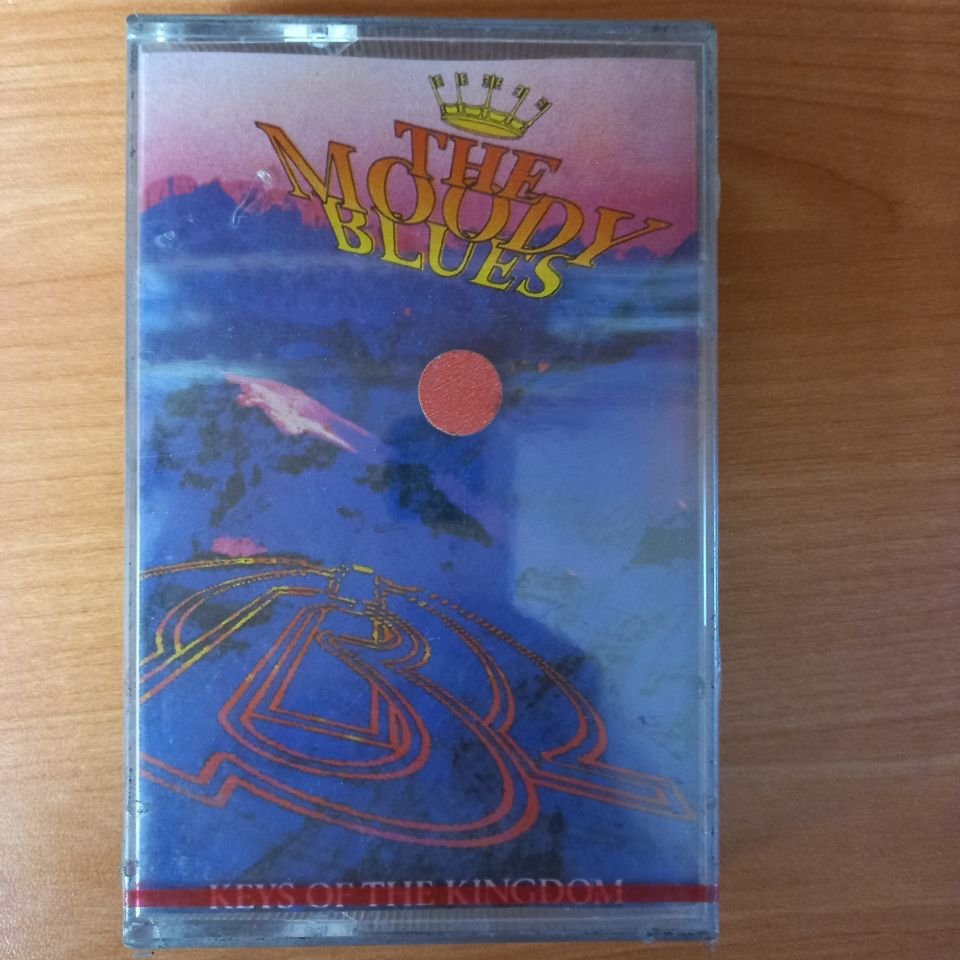 THE
MOODY
BLUES
KEYS OF THE KINGDOM